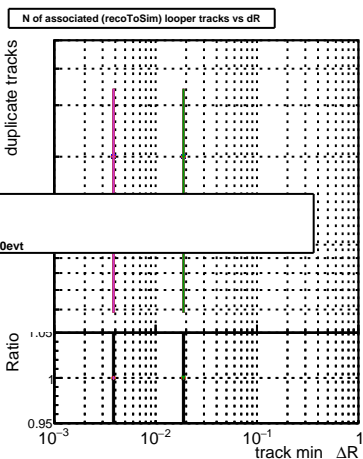 N of associated (recoToSim) looper tracks vs dR
duplicate tracks
0evt
Ratio
1.05
1
0.95
10⁻³ 10⁻² 10⁻¹ 1
track min ΔR